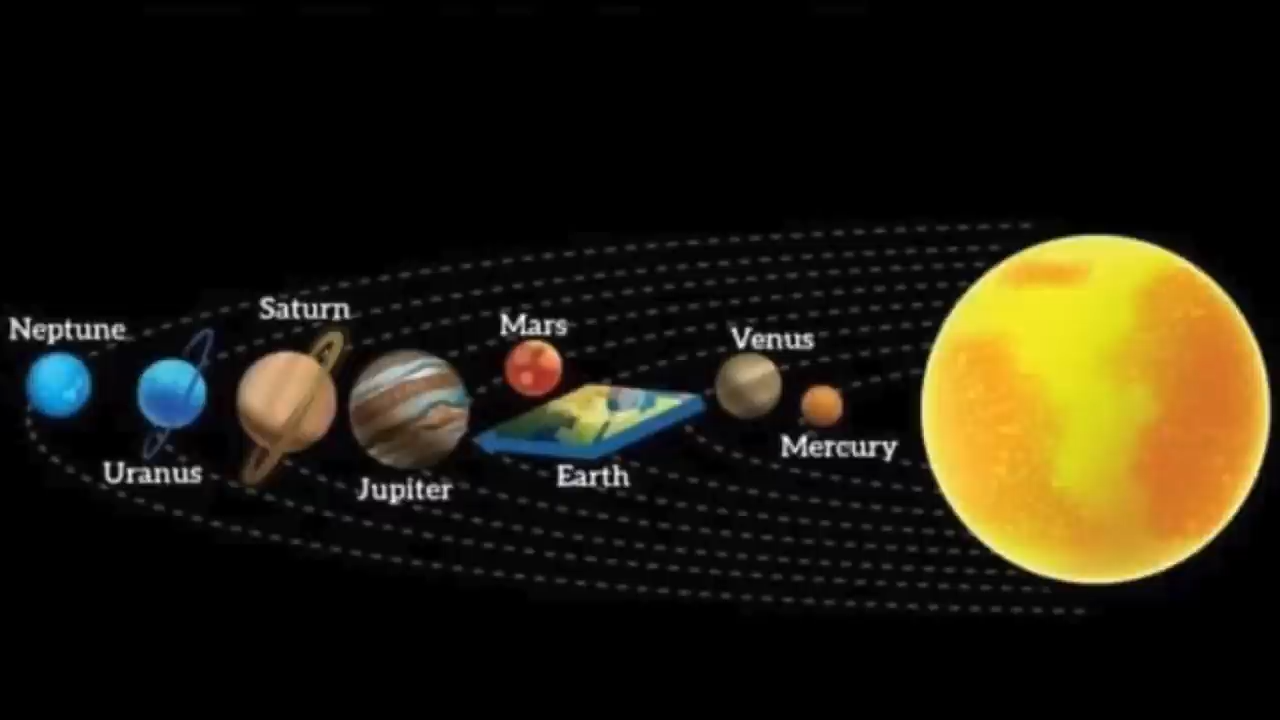 Neptune
Uranus
Saturn
Jupiter
Mars
Earth
Venus
Mercury